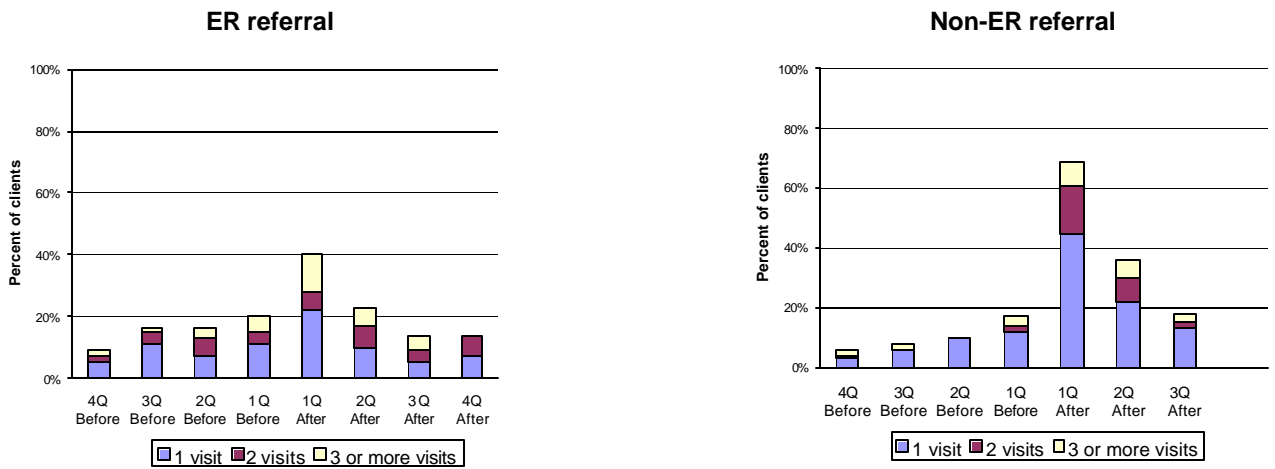 ER referral
Percent of clients
100%
80%
60%
40%
20%
0%
4Q Before
3Q Before
2Q Before
1Q Before
1Q After
2Q After
3Q After
4Q After
1 visit
2 visits
3 or more visits
Non-ER referral
Percent of clients
100%
80%
60%
40%
20%
0%
4Q Before
3Q Before
2Q Before
1Q Before
1Q After
2Q After
3Q After
1 visit
2 visits
3 or more visits